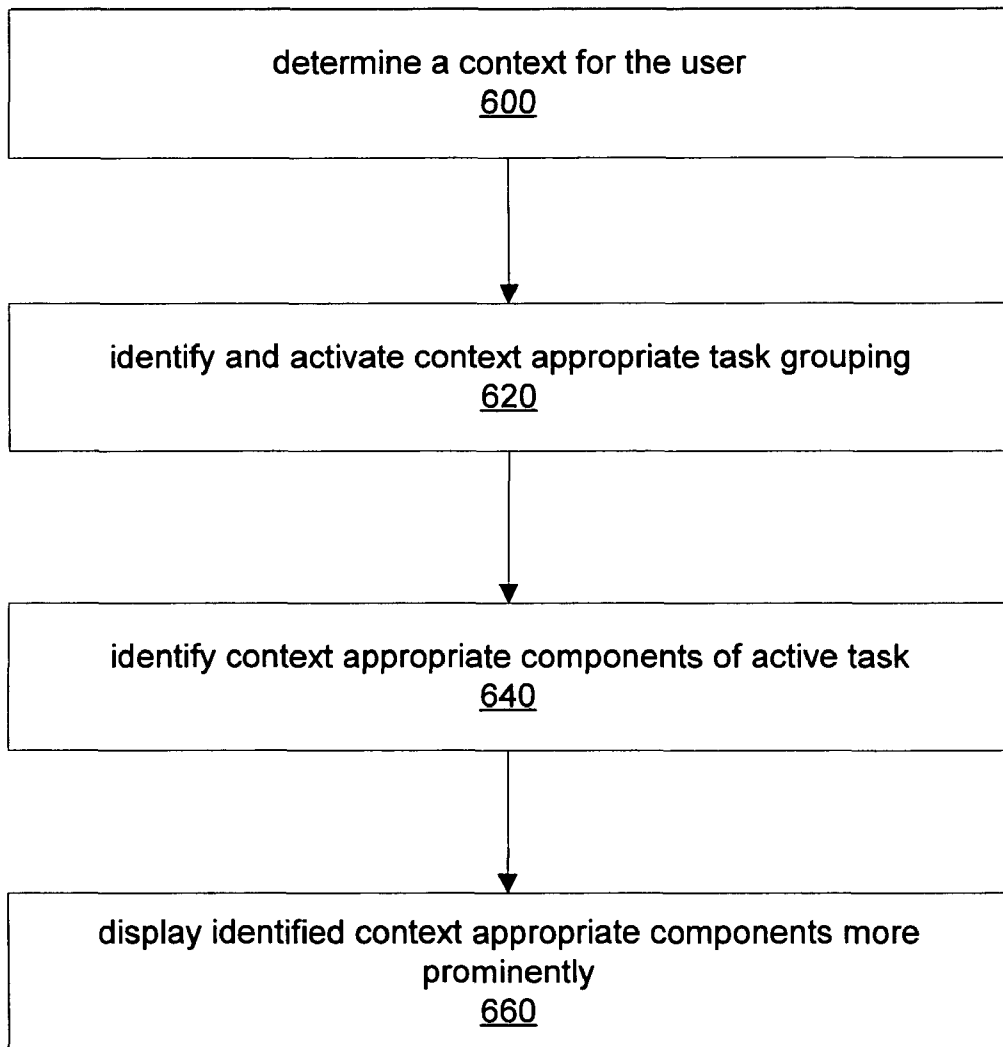 determine a context for the user
600
identify and activate context appropriate task grouping
620
identify context appropriate components of active task
640
display identified context appropriate components more
prominently
660